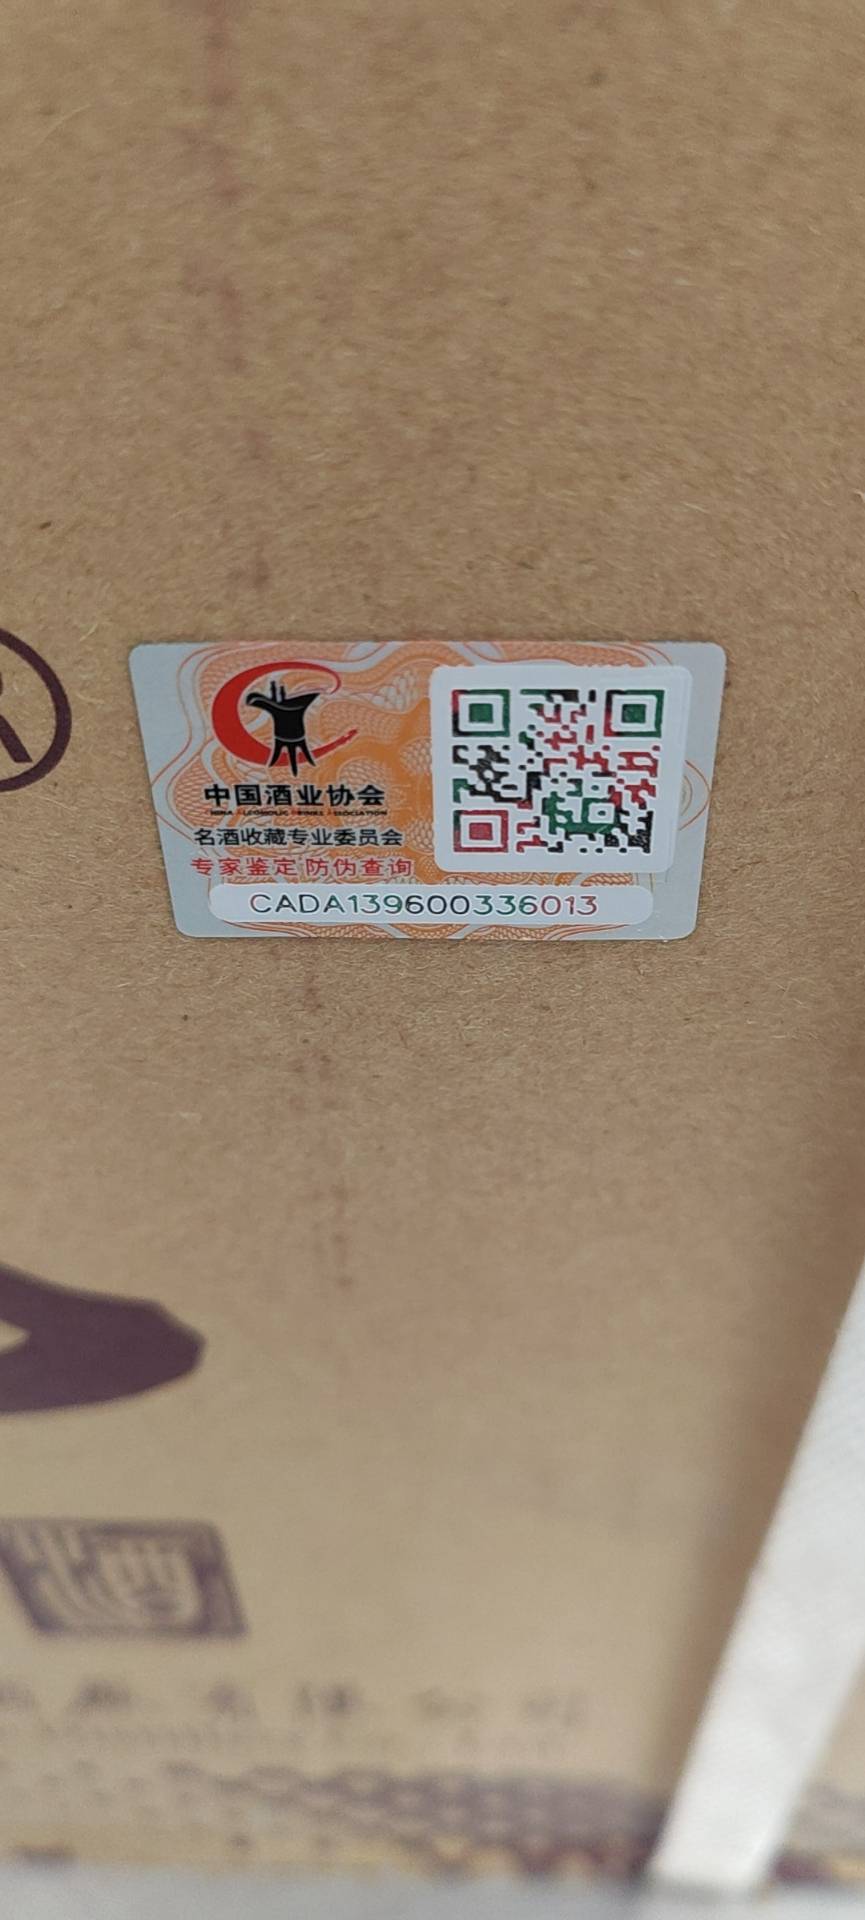 R
中国酒业协会
名酒收藏专业委员会
专家鉴定 防伪查询
CADA139600336013
酒